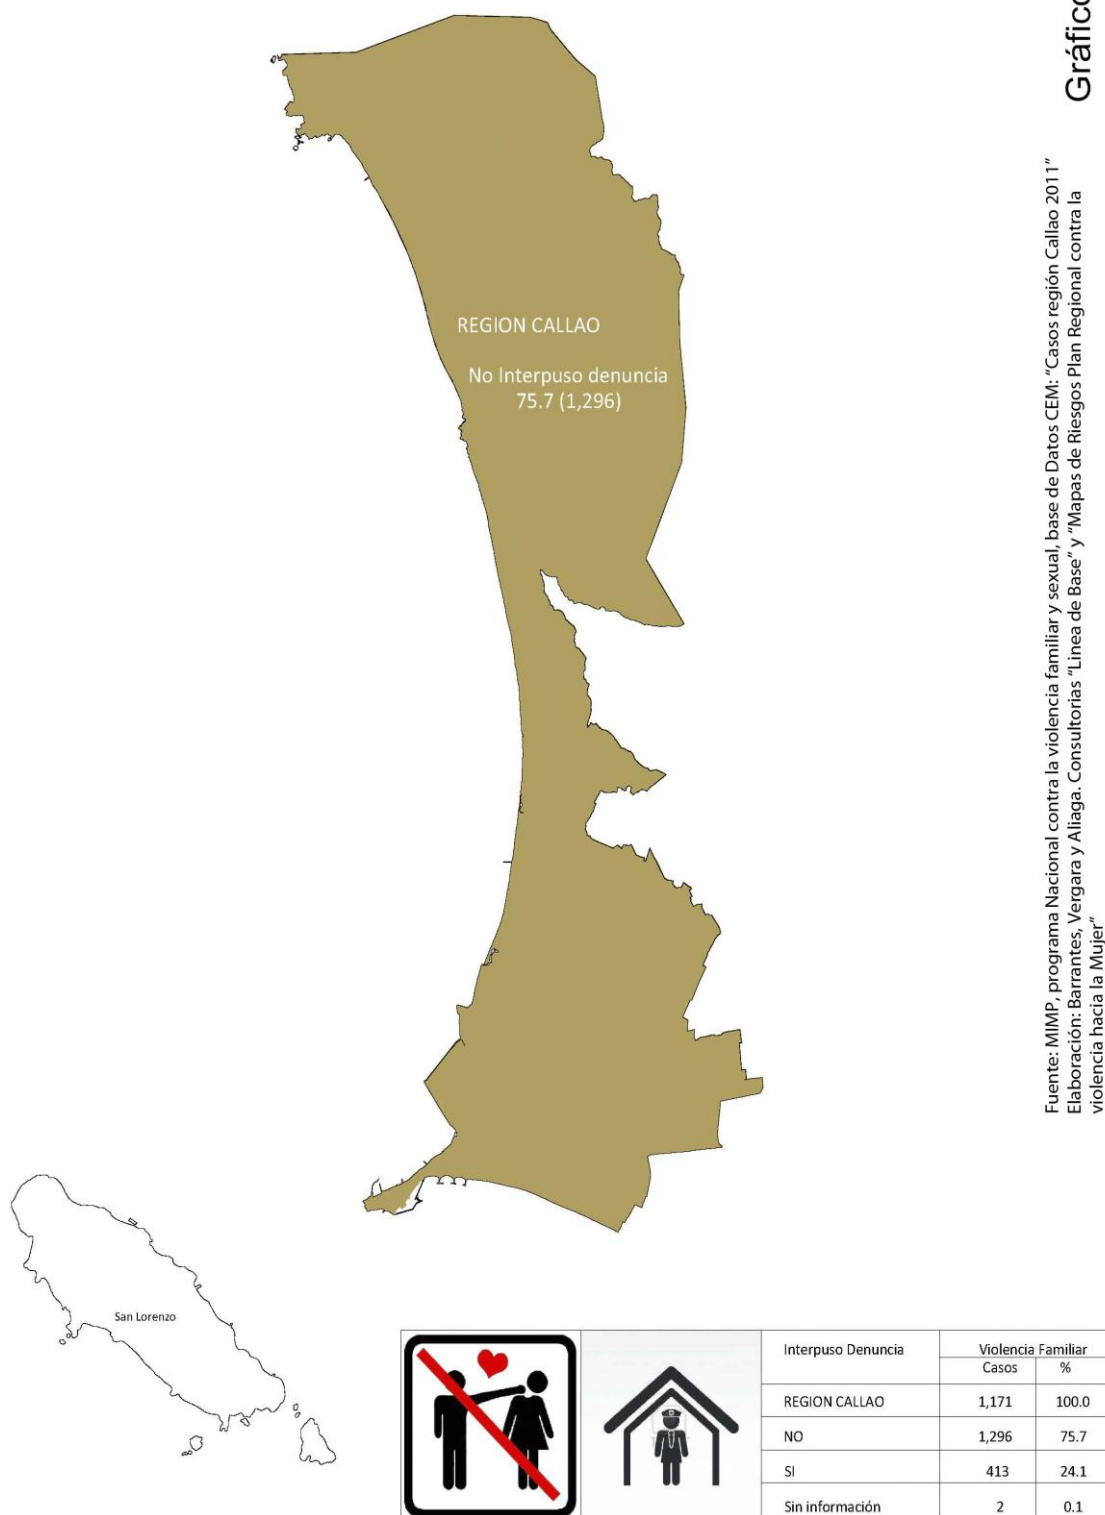 Gráfico
Fuente: MIMP, programa Nacional contra la violencia familiar y sexual, base de Datos CEM: "Casos región Callao 2011"
Elaboración: Barrantes, Vergara y Aliaga. Consultorias "Linea de Base" y "Mapas de Riesgos Plan Regional contra la
violencia hacia la Mujer"
REGION CALLAO
No Interpuso denuncia
75.7 (1,296)
San Lorenzo
Interpuso Denuncia Violencia Familiar
Casos %
REGION CALLAO 1,171 100.0
NO 1,296 75.7
SI 413 24.1
Sin información 2 0.1